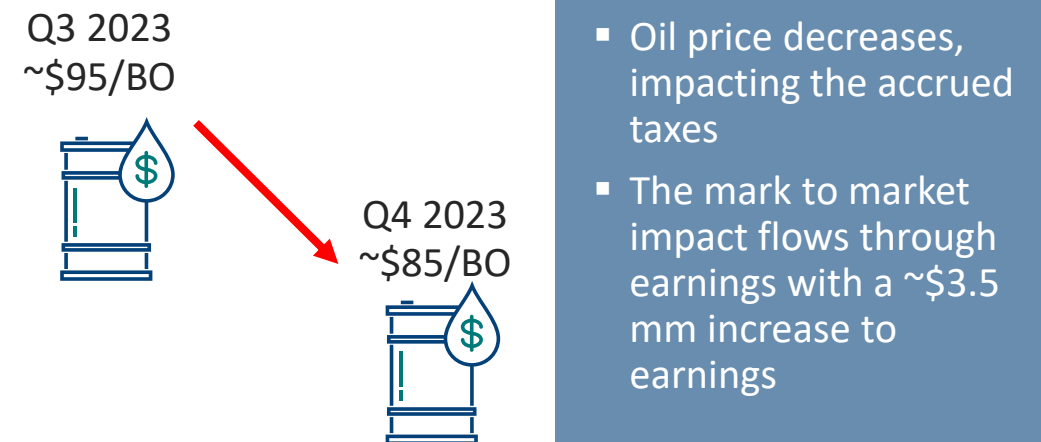 Q3 2023
~$95/BO
$
Q4 2023
~$85/BO
$
▪ Oil price decreases,
impacting the accrued
taxes
▪ The mark to market
impact flows through
earnings with a ~$3.5
mm increase to
earnings